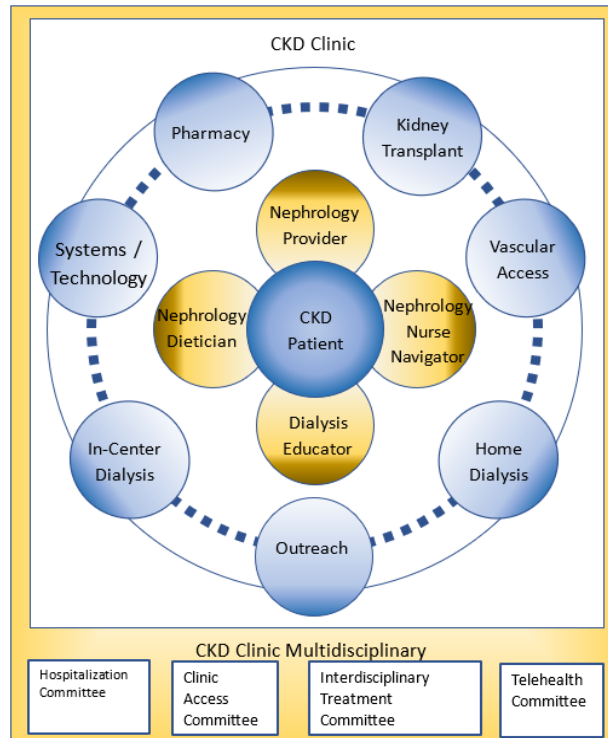 CKD Clinic
Pharmacy
Kidney
Transplant
Nephrology
Provider
Systems /
Technology
Vascular
Access
Nephrology
Dietician
CKD
Patient
Nephrology
Nurse
Navigator
Dialysis
Educator
In-Center
Dialysis
Home
Dialysis
Outreach
CKD Clinic Multidisciplinary
Hospitalization
Committee
Clinic
Access
Committee
Interdisciplinary
Treatment
Committee
Telehealth
Committee